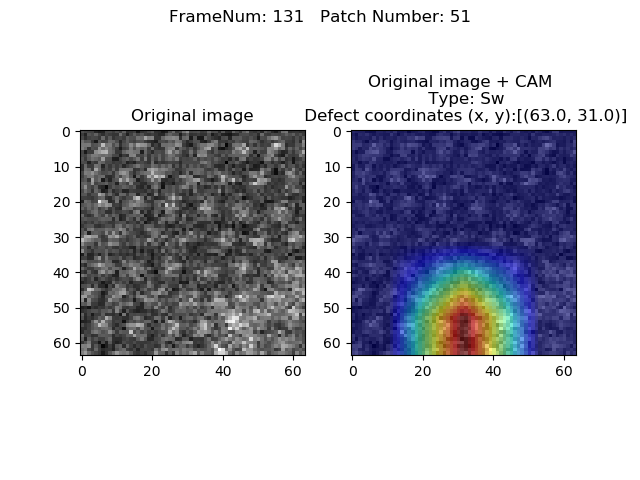 FrameNum: 131   Patch Number: 51
Original image
Original image + CAM
Type: Sw
Defect coordinates (x, y):[(63.0, 31.0)]
0
10
20
30
40
50
60
0 20 40 60
0
10
20
30
40
50
60
0 20 40 60